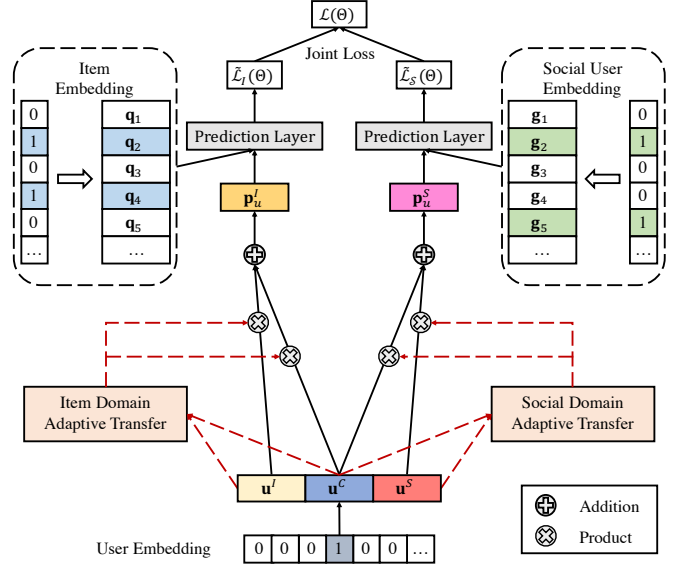 ℒ(Θ)
Joint Loss
ℒ̃_I(Θ)
ℒ̃_S(Θ)
Item
Embedding
Social User
Embedding
0
1
0
1
0
…
q₁
q₂
q₃
q₄
q₅
…
Prediction Layer
Prediction Layer
g₁
g₂
g₃
g₄
g₅
…
0
1
0
0
1
…
p_u^I
p_u^S
Item Domain
Adaptive Transfer
Social Domain
Adaptive Transfer
u^I u^C u^S
User Embedding 0 0 0 1 0 0 …
Addition
Product